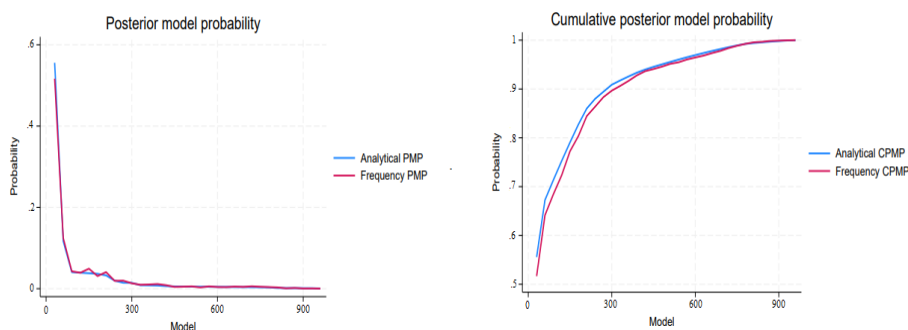 Posterior model probability
.6
.4
.2
0
Probability
0 300 600 900
Model
Analytical PMP
Frequency PMP
Cumulative posterior model probability
1
.9
.8
.7
.6
.5
Probability
0 300 600 900
Model
Analytical CPMP
Frequency CPMP